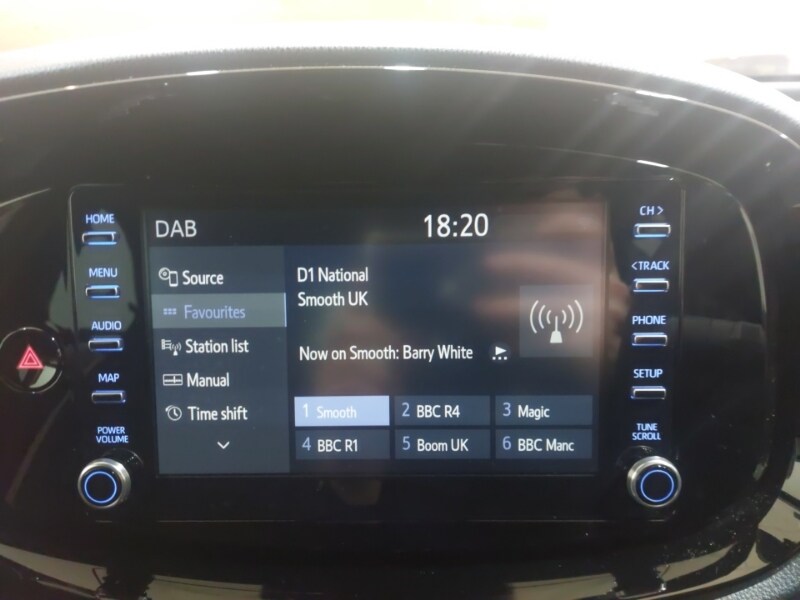 HOME
MENU
AUDIO
MAP
POWER
VOLUME
DAB
18:20
Source
Favourites
Station list
Manual
Time shift
D1 National
Smooth UK
Now on Smooth: Barry White
1 Smooth
2 BBC R4
3 Magic
4 BBC R1
5 Boom UK
6 BBC Manc
CH >
< TRACK
PHONE
SETUP
TUNE
SCROLL